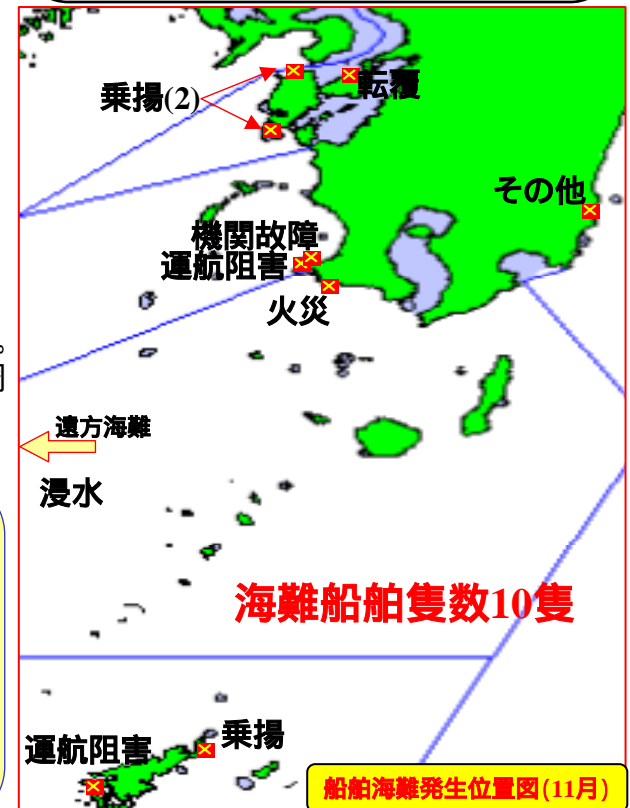 乗揚(2)
転覆
その他
機関故障
運航阻害
火災
。
遠方海難
浸水
海難船舶隻数10隻
乗揚
運航阻害
船舶海難発生位置図(11月)